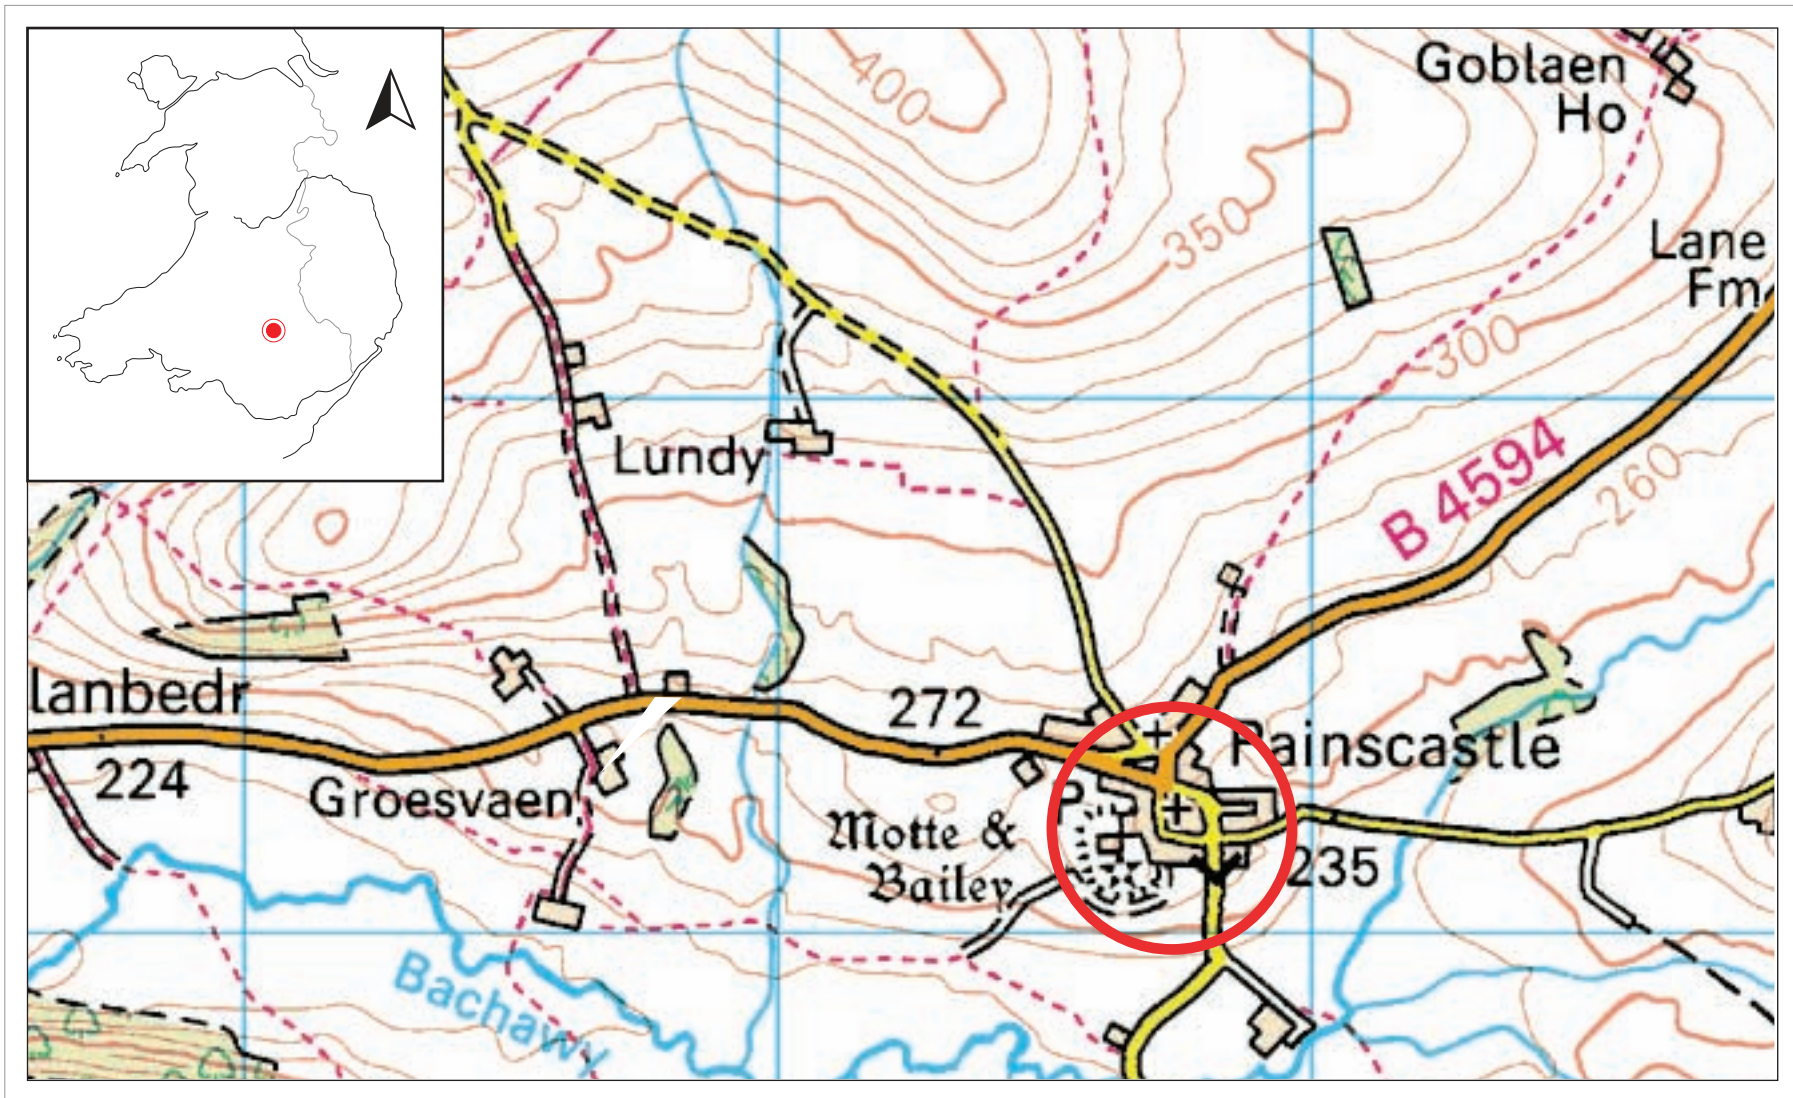 400
Goblaen
Ho
350
Lane
Fm
300
B 4594
260
Lundy
lanbedr
272
Painscastle
224
Groesvaen
Motte &
Bailey
235
Bachawy